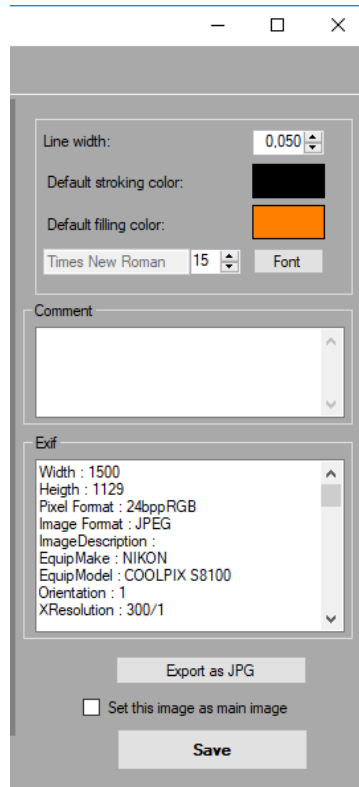 Line width:
0,050
Default stroking color:
Default filling color:
Times New Roman 15 Font
Comment
Exif
Width : 1500
Heigth : 1129
Pixel Format : 24bppRGB
Image Format : JPEG
ImageDescription :
EquipMake : NIKON
EquipModel : COOLPIX S8100
Orientation : 1
XResolution : 300/1
Export as JPG
Set this image as main image
Save